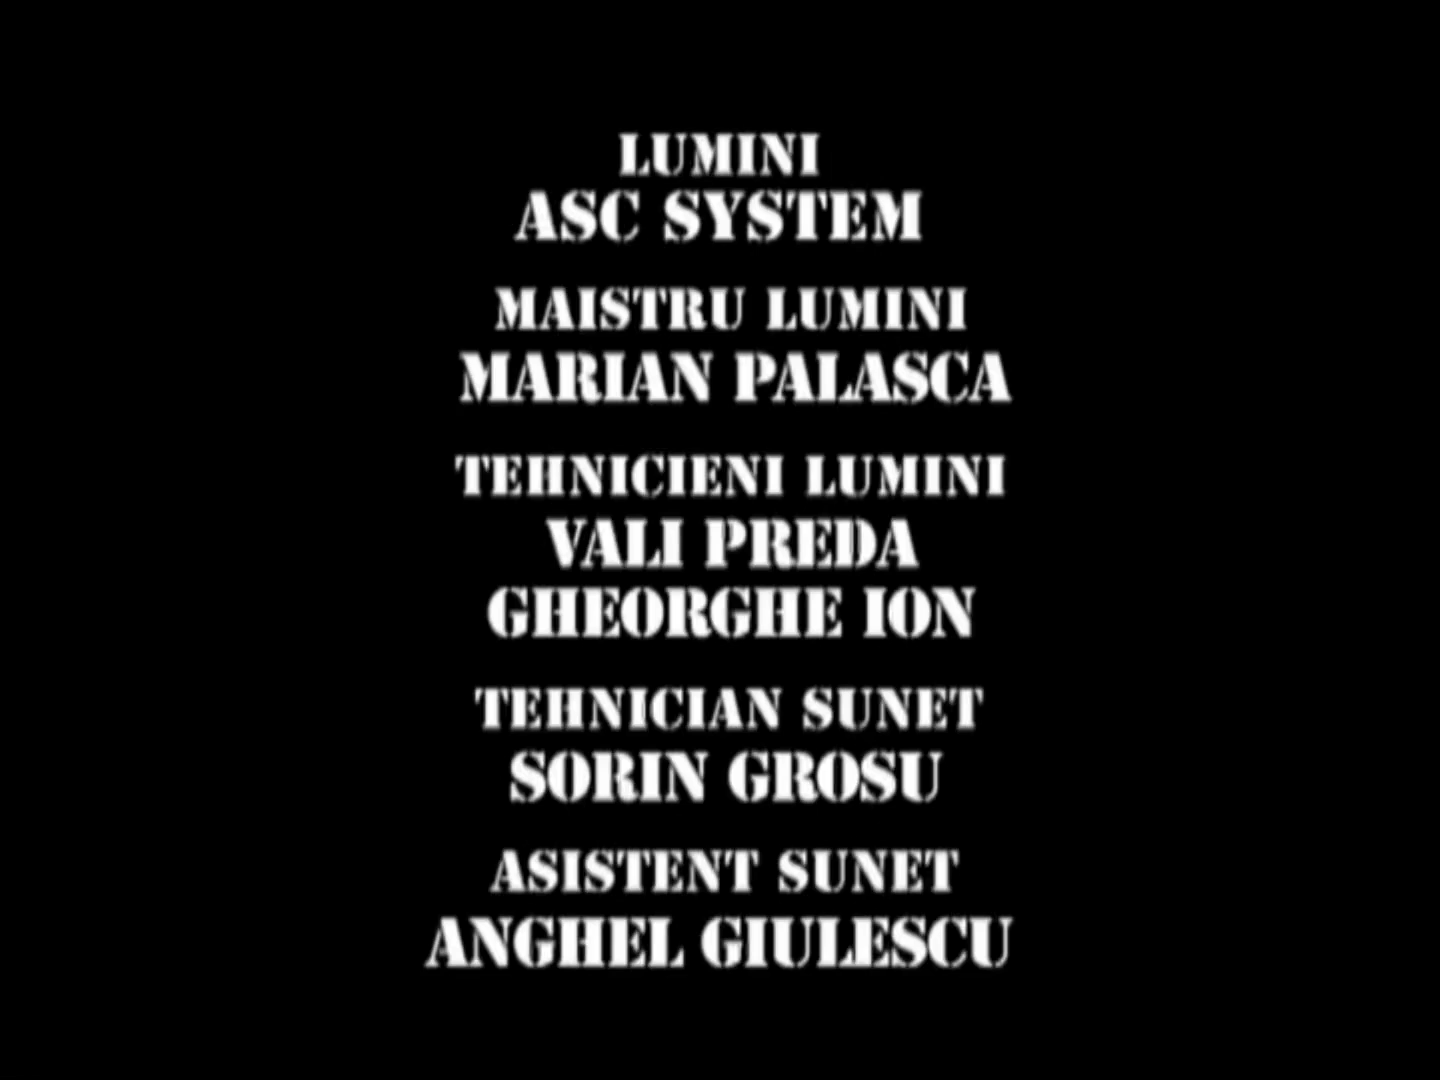 LUMINI
ASC SYSTEM
MAISTRU LUMINI
MARIAN PALASCA
TEHNICIENI LUMINI
VALI PREDA
GHEORGHE ION
TEHNICIAN SUNET
SORIN GROSU
ASISTENT SUNET
ANGHEL GIULESCU